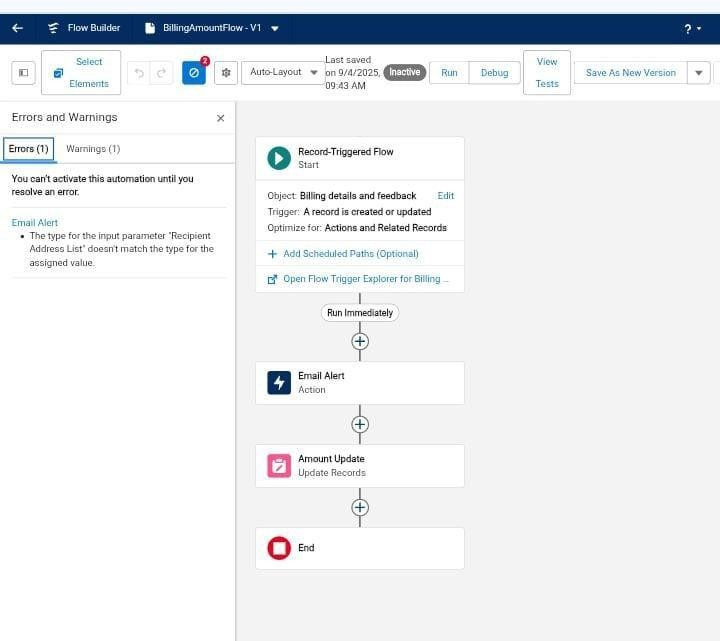 Flow Builder
BillingAmountFlow - V1
?
Select
Elements
2
Auto-Layout
Last saved
on 9/4/2025,
09:43 AM
Inactive
Run
Debug
View
Tests
Save As New Version
Errors and Warnings
Errors (1)
Warnings (1)
You can't activate this automation until you
resolve an error.
Email Alert
• The type for the input parameter "Recipient
Address List" doesn't match the type for the
assigned value.
Record-Triggered Flow
Start
Object: Billing details and feedback
Edit
Trigger: A record is created or updated
Optimize for: Actions and Related Records
Add Scheduled Paths (Optional)
Open Flow Trigger Explorer for Billing ...
Run Immediately
Email Alert
Action
Amount Update
Update Records
End